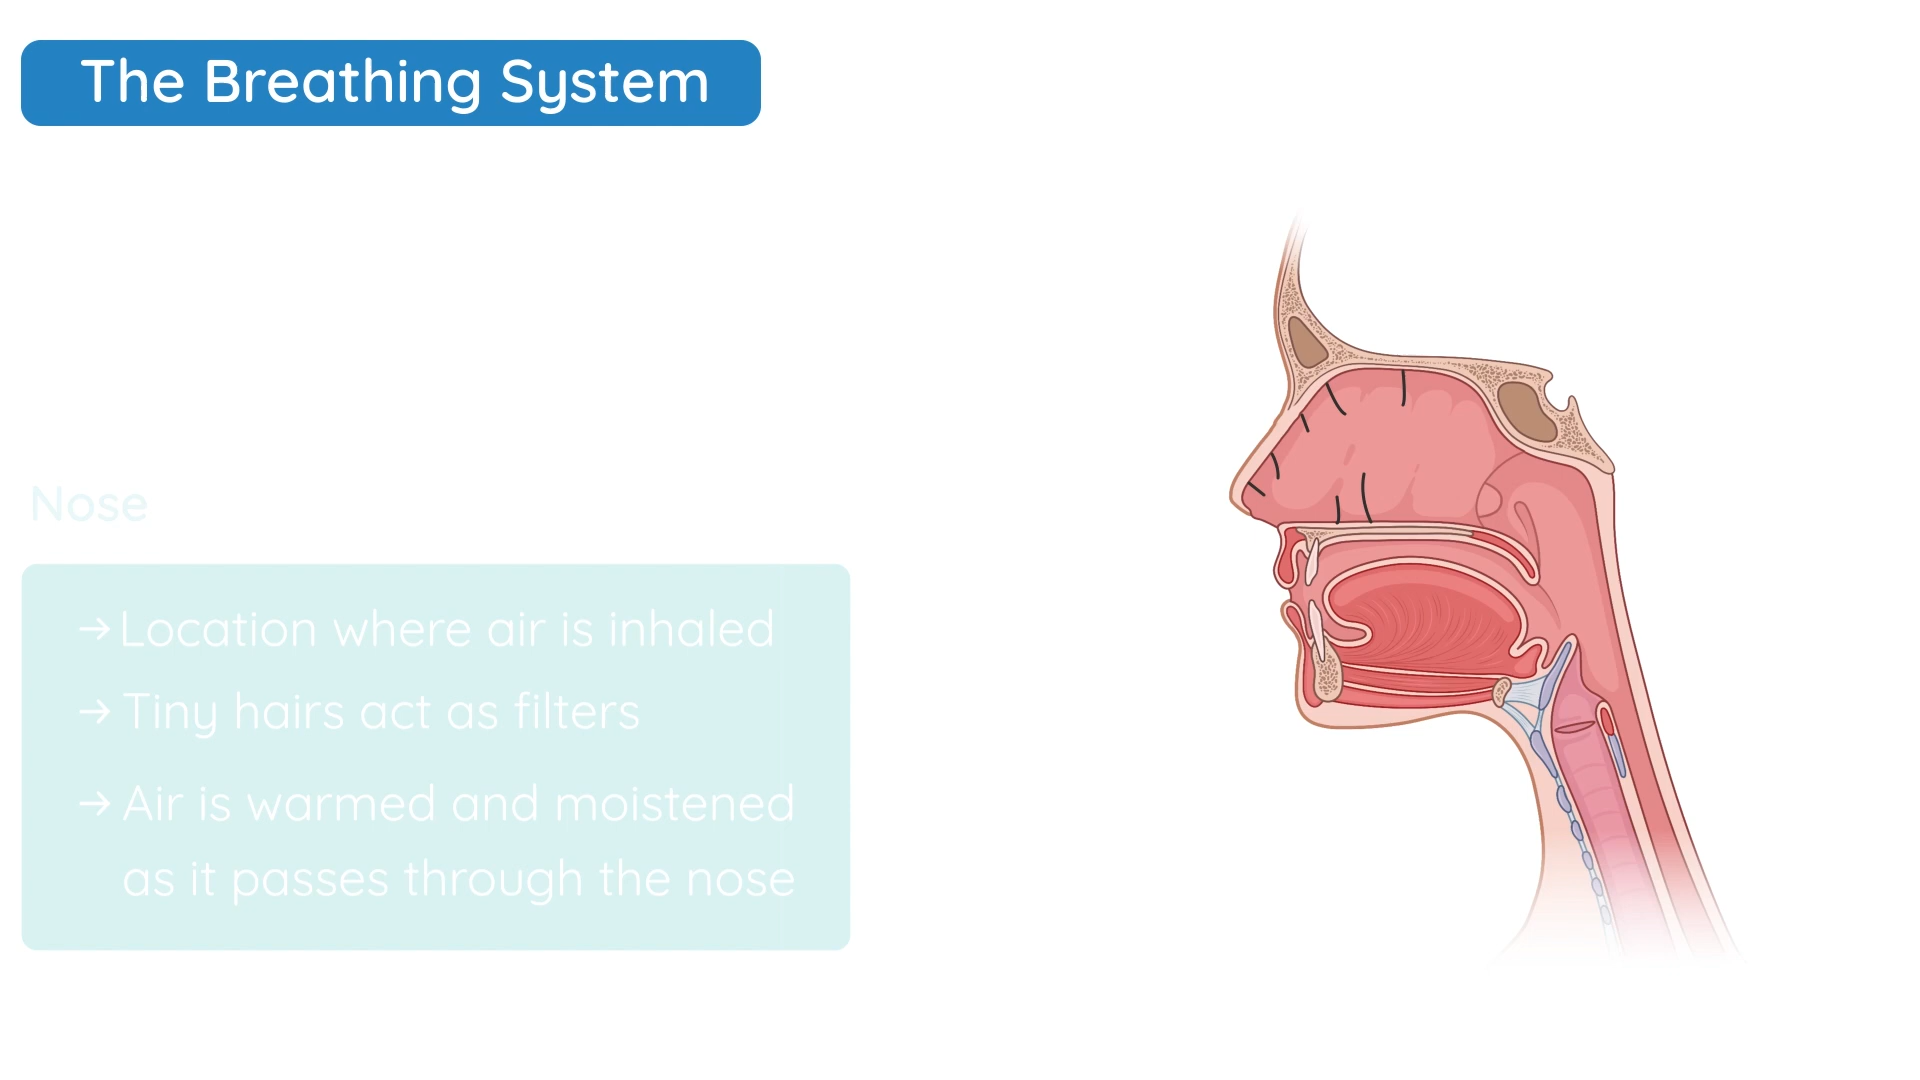 The Breathing System
Nose
→ Location where air is inhaled
→ Tiny hairs act as filters
→ Air is warmed and moistened
as it passes through the nose